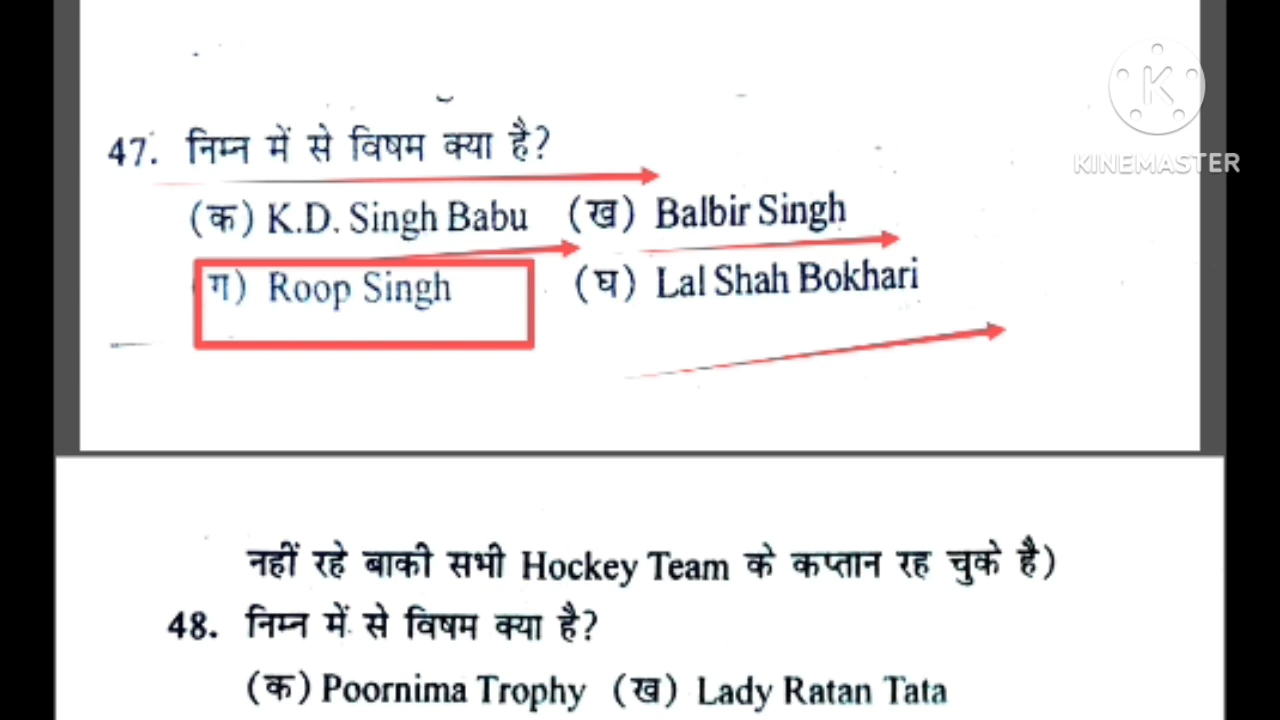 KINEMASTER
47. निम्न में से विषम क्या है?
(क) K.D. Singh Babu (ख) Balbir Singh
ग) Roop Singh (घ) Lal Shah Bokhari
नहीं रहे बाकी सभी Hockey Team के कप्तान रह चुके है)
48. निम्न में से विषम क्या है?
(क) Poornima Trophy (ख) Lady Ratan Tata